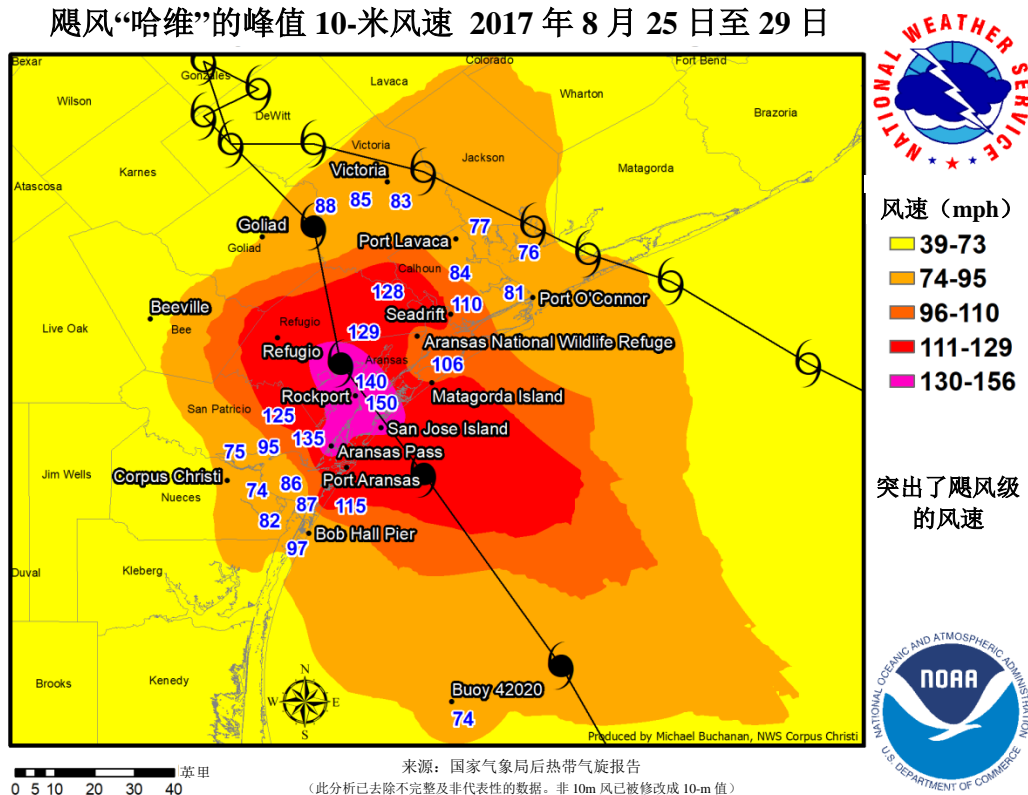 飓风“哈维”的峰值 10-米风速 2017 年 8 月 25 日至 29 日
NATIONAL WEATHER SERVICE
Bexar
Gonzales
Colorado
Fort Bend
Lavaca
Wilson
Wharton
DeWitt
Brazoria
Victoria
Jackson
Karnes
Victoria
Matagorda
Atascosa
88
85
83
Goliad
77
Goliad
Port Lavaca
76
Calhoun
84
128
81
Port O'Connor
110
Beeville
Seadrift
Live Oak
Bee
Refugio
129
Refugio
Aransas National Wildlife Refuge
Aransas
106
140
Rockport
150
Matagorda Island
San Patricio
125
San Jose Island
135
75
95
Aransas Pass
Jim Wells
Corpus Christi
Port Aransas
86
74
Nueces
87
115
82
Bob Hall Pier
97
Duval
Kleberg
Brooks
Kenedy
N
W
E
S
Buoy 42020
74
Produced by Michael Buchanan, NWS Corpus Christi
风速（mph）
39-73
74-95
96-110
111-129
130-156
突出了飓风级
的风速
NATIONAL OCEANIC AND ATMOSPHERIC ADMINISTRATION
NOAA
U.S. DEPARTMENT OF COMMERCE
英里
0 5 10 20 30 40
来源：国家气象局后热带气旋报告
（此分析已去除不完整及非代表性的数据。非 10m 风已被修改成 10-m 值）